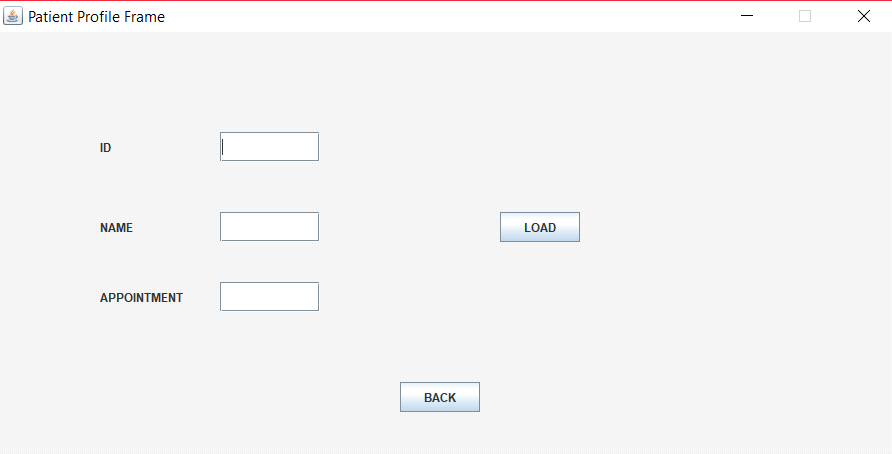 Patient Profile Frame
ID
NAME
LOAD
APPOINTMENT
BACK